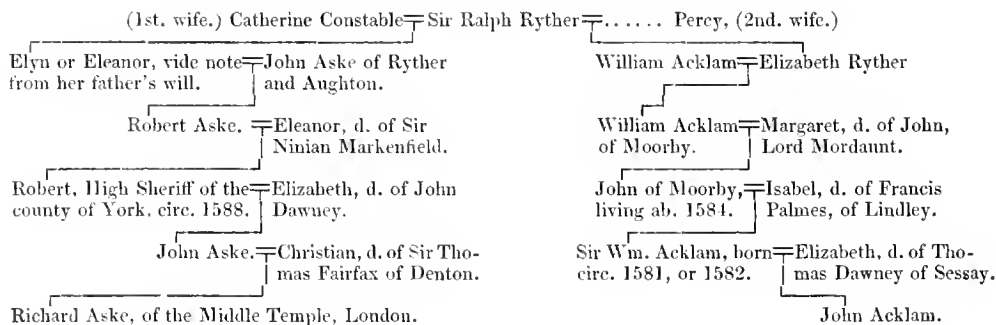 (1st. wife.) Catherine Constable Sir Ralph Ryther ...... Percy, (2nd. wife.)
Elyn or Eleanor, vide note John Aske of Ryther William Acklam Elizabeth Ryther
from her father's will. and Aughton.
Robert Aske. Eleanor, d. of Sir William Acklam Margaret, d. of John,
Ninian Markenfield. of Moorby. Lord Mordaunt.
Robert, High Sheriff of the Elizabeth, d. of John John of Moorby, Isabel, d. of Francis
county of York. circ. 1588. Dawney. living ab. 1584. Palmes, of Lindley.
John Aske. Christian, d. of Sir Tho- Sir Wm. Acklam, born Elizabeth, d. of Tho-
mas Fairfax of Denton. circ. 1581, or 1582. mas Dawney of Sessay.
Richard Aske, of the Middle Temple, London. John Acklam.